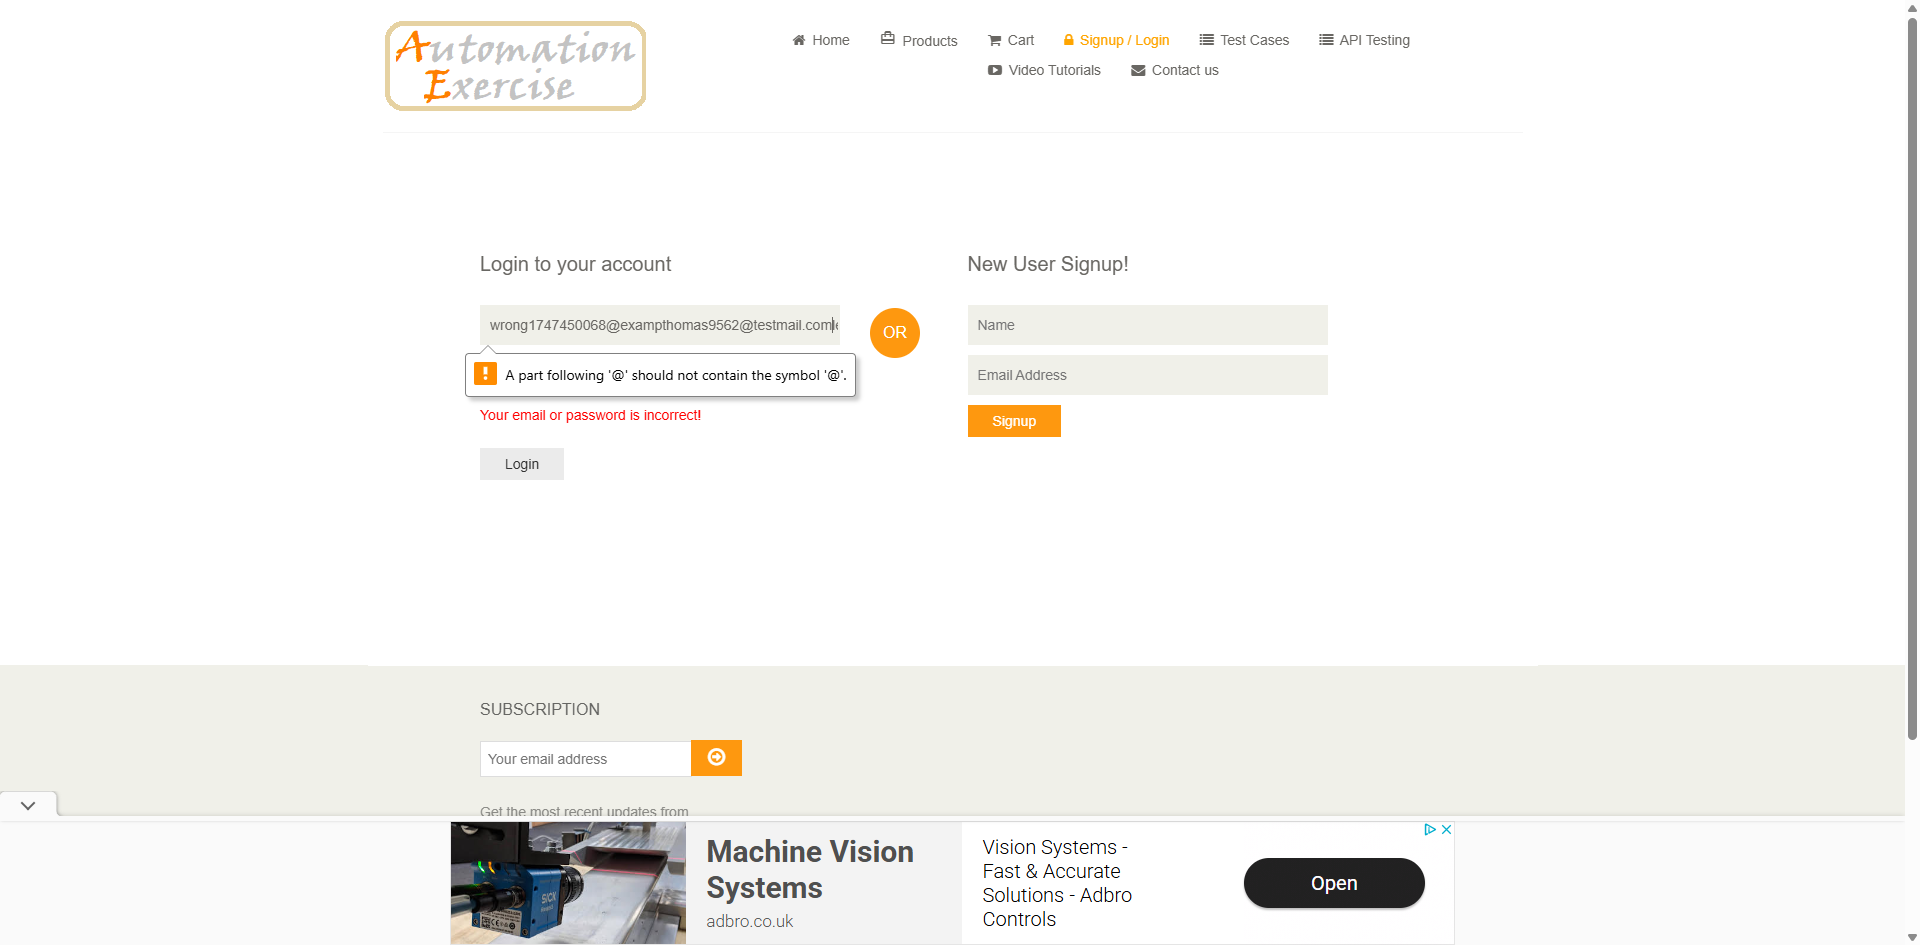 Automation
Exercise
Home
Products
Cart
Signup / Login
Test Cases
API Testing
Video Tutorials
Contact us
Login to your account
New User Signup!
wrong1747450068@exampthomas9562@testmail.comle
OR
Name
A part following '@' should not contain the symbol '@'.
Email Address
Your email or password is incorrect!
Signup
Login
SUBSCRIPTION
Your email address
Get the most recent updates from
Machine Vision
Systems
adbro.co.uk
Vision Systems -
Fast & Accurate
Solutions - Adbro
Controls
Open
SICK